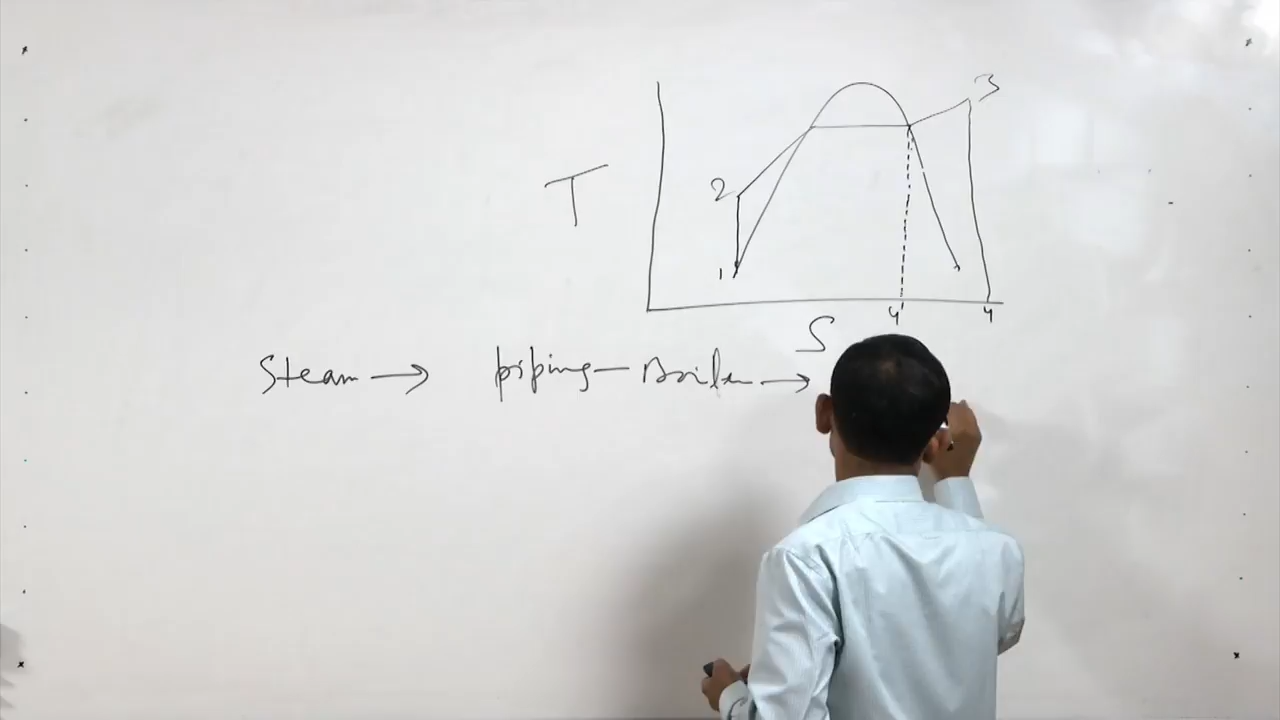 3
T
2
1
4 4
S
Steam → piping — Boiler →